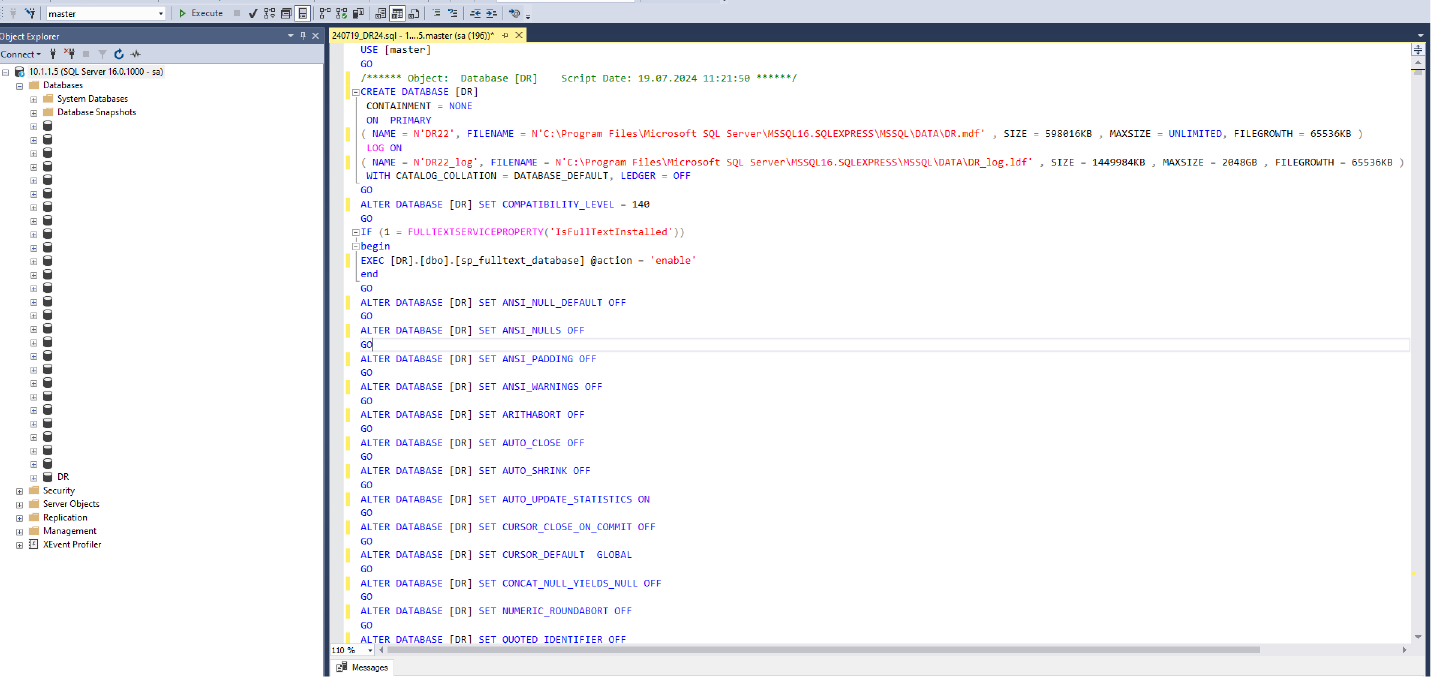 master
Execute
Object Explorer
Connect
10.1.1.5 (SQL Server 16.0.1000 - sa)
Databases
System Databases
Database Snapshots
DR
Security
Server Objects
Replication
Management
XEvent Profiler
240719_DR24.sql - 1....5.master (sa (196))*
USE [master]
GO
/****** Object:  Database [DR]    Script Date: 19.07.2024 11:21:50 ******/
CREATE DATABASE [DR]
CONTAINMENT = NONE
ON  PRIMARY
( NAME = N'DR22', FILENAME = N'C:\Program Files\Microsoft SQL Server\MSSQL16.SQLEXPRESS\MSSQL\DATA\DR.mdf' , SIZE = 598016KB , MAXSIZE = UNLIMITED, FILEGROWTH = 65536KB )
LOG ON
( NAME = N'DR22_log', FILENAME = N'C:\Program Files\Microsoft SQL Server\MSSQL16.SQLEXPRESS\MSSQL\DATA\DR_log.ldf' , SIZE = 1449984KB , MAXSIZE = 2048GB , FILEGROWTH = 65536KB )
WITH CATALOG_COLLATION = DATABASE_DEFAULT, LEDGER = OFF
GO
ALTER DATABASE [DR] SET COMPATIBILITY_LEVEL = 140
GO
IF (1 = FULLTEXTSERVICEPROPERTY('IsFullTextInstalled'))
begin
EXEC [DR].[dbo].[sp_fulltext_database] @action = 'enable'
end
GO
ALTER DATABASE [DR] SET ANSI_NULL_DEFAULT OFF
GO
ALTER DATABASE [DR] SET ANSI_NULLS OFF
GO
ALTER DATABASE [DR] SET ANSI_PADDING OFF
GO
ALTER DATABASE [DR] SET ANSI_WARNINGS OFF
GO
ALTER DATABASE [DR] SET ARITHABORT OFF
GO
ALTER DATABASE [DR] SET AUTO_CLOSE OFF
GO
ALTER DATABASE [DR] SET AUTO_SHRINK OFF
GO
ALTER DATABASE [DR] SET AUTO_UPDATE_STATISTICS ON
GO
ALTER DATABASE [DR] SET CURSOR_CLOSE_ON_COMMIT OFF
GO
ALTER DATABASE [DR] SET CURSOR_DEFAULT  GLOBAL
GO
ALTER DATABASE [DR] SET CONCAT_NULL_YIELDS_NULL OFF
GO
ALTER DATABASE [DR] SET NUMERIC_ROUNDABORT OFF
GO
ALTER DATABASE [DR] SET QUOTED_IDENTIFIER OFF
110 %
Messages